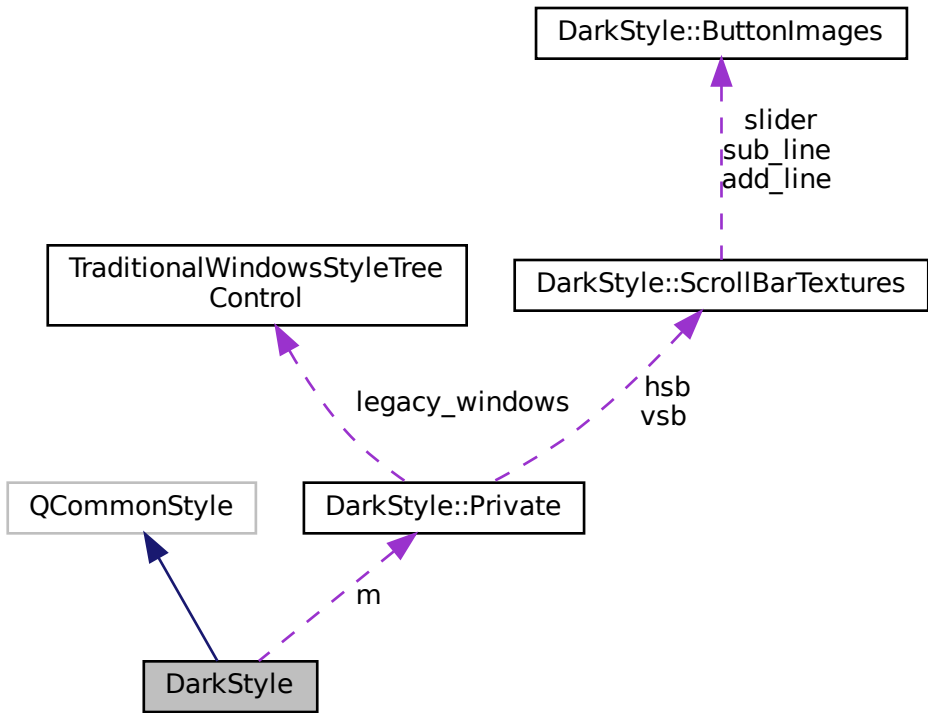 DarkStyle::ButtonImages
slider
sub_line
add_line
TraditionalWindowsStyleTree
Control
DarkStyle::ScrollBarTextures
legacy_windows
hsb
vsb
QCommonStyle
DarkStyle::Private
m
DarkStyle